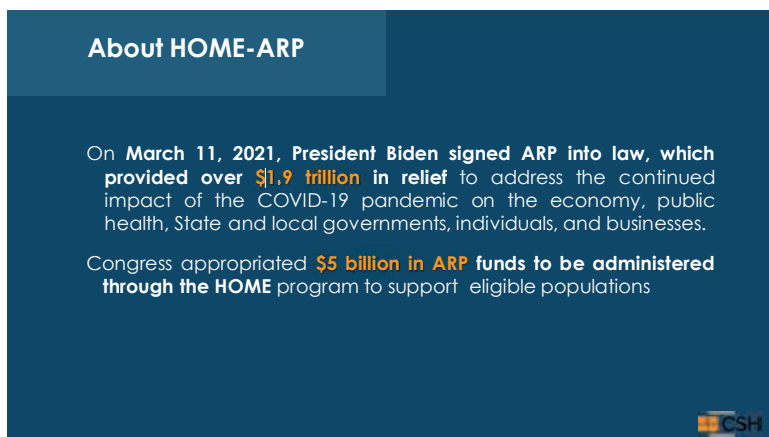 About HOME-ARP
On March 11, 2021, President Biden signed ARP into law, which
provided over $1.9 trillion in relief to address the continued
impact of the COVID-19 pandemic on the economy, public
health, State and local governments, individuals, and businesses.
Congress appropriated $5 billion in ARP funds to be administered
through the HOME program to support eligible populations
CSH